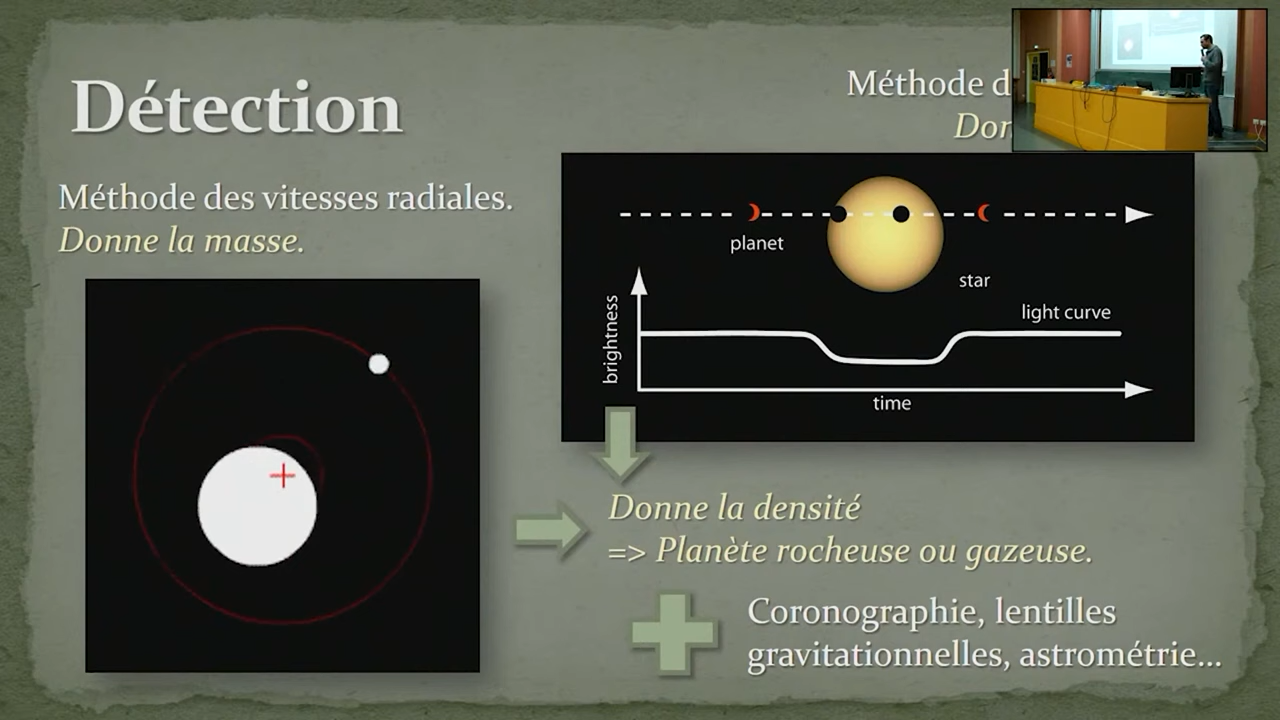 Détection
Méthode des vitesses radiales.
Donne la masse.
Méthode
planet
star
light curve
brightness
time
Donne la densité
=> Planète rocheuse ou gazeuse.
Coronographie, lentilles
gravitationnelles, astrométrie...